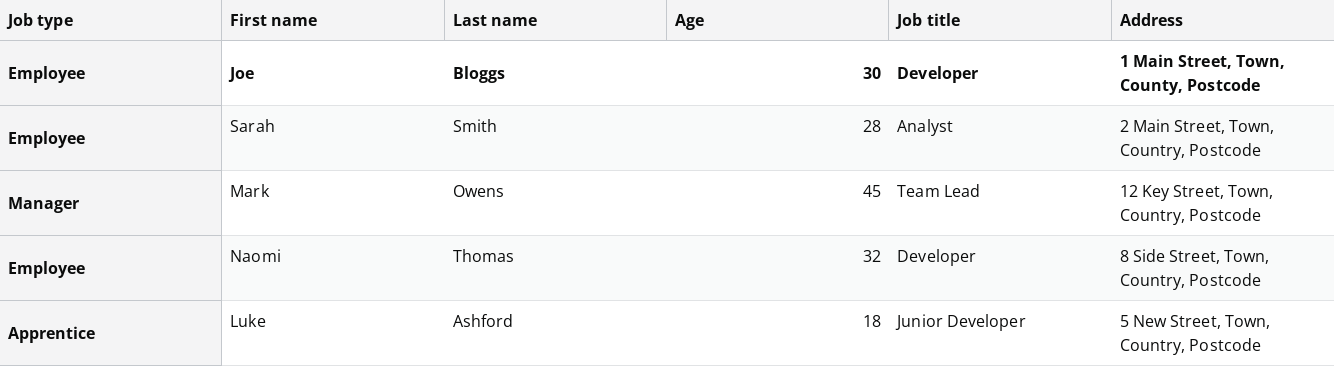 Job type First name Last name Age Job title Address
Employee Joe Bloggs 30 Developer 1 Main Street, Town,
County, Postcode
Employee Sarah Smith 28 Analyst 2 Main Street, Town,
Country, Postcode
Manager Mark Owens 45 Team Lead 12 Key Street, Town,
Country, Postcode
Employee Naomi Thomas 32 Developer 8 Side Street, Town,
Country, Postcode
Apprentice Luke Ashford 18 Junior Developer 5 New Street, Town,
Country, Postcode